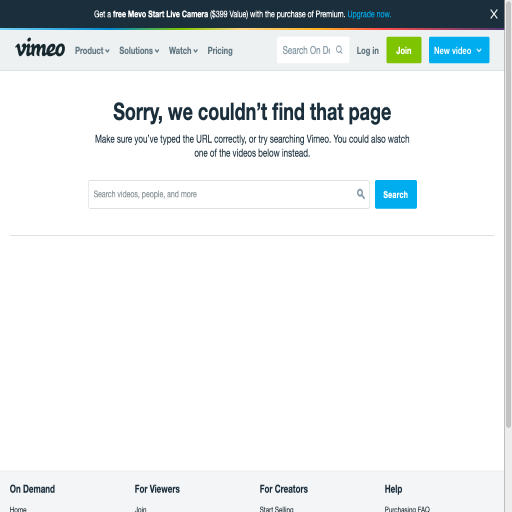 Get a free Mevo Start Live Camera ($399 Value) with the purchase of Premium. Upgrade now. X
vimeo Product Solutions Watch Pricing Search On De Log in Join New video
Sorry, we couldn't find that page
Make sure you've typed the URL correctly, or try searching Vimeo. You could also watch
one of the videos below instead.
Search videos, people, and more Search
On Demand For Viewers For Creators Help
Home Join Start Selling Purchasing FAQ